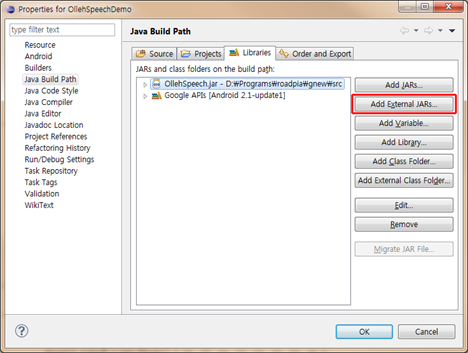 Properties for OllehSpeechDemo
type filter text
Java Build Path
Resource
Android
Builders
Java Build Path
Java Code Style
Java Compiler
Java Editor
Javadoc Location
Project References
Refactoring History
Run/Debug Settings
Task Repository
Task Tags
Validation
WikiText
Source
Projects
Libraries
Order and Export
JARs and class folders on the build path:
OllehSpeech.jar - D:₩Programs₩roadpia₩gnew₩src
Google APIs [Android 2.1-update1]
Add JARs...
Add External JARs...
Add Variable...
Add Library...
Add Class Folder...
Add External Class Folder...
Edit...
Remove
Migrate JAR File...
?
OK
Cancel